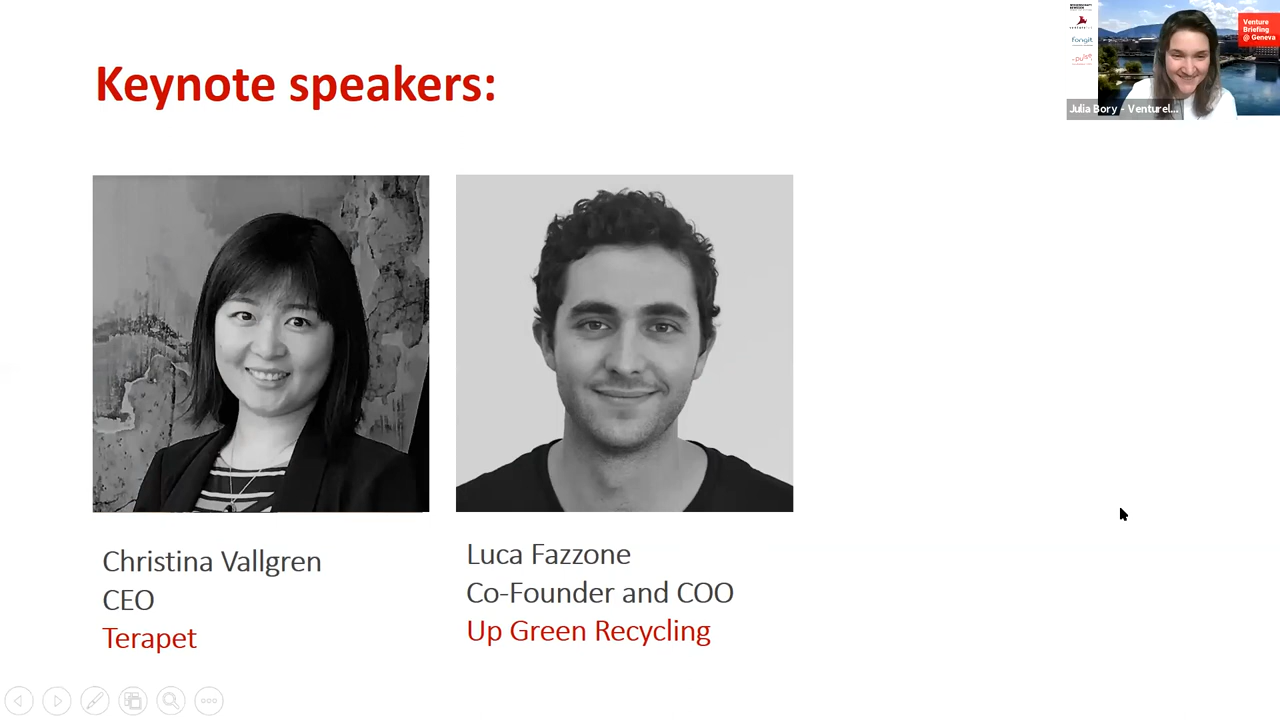 Keynote speakers:
Christina Vallgren
CEO
Terapet
Luca Fazzone
Co-Founder and COO
Up Green Recycling
Venture
Briefing
@ Geneva
fongit
Julia Bory - Venturel...